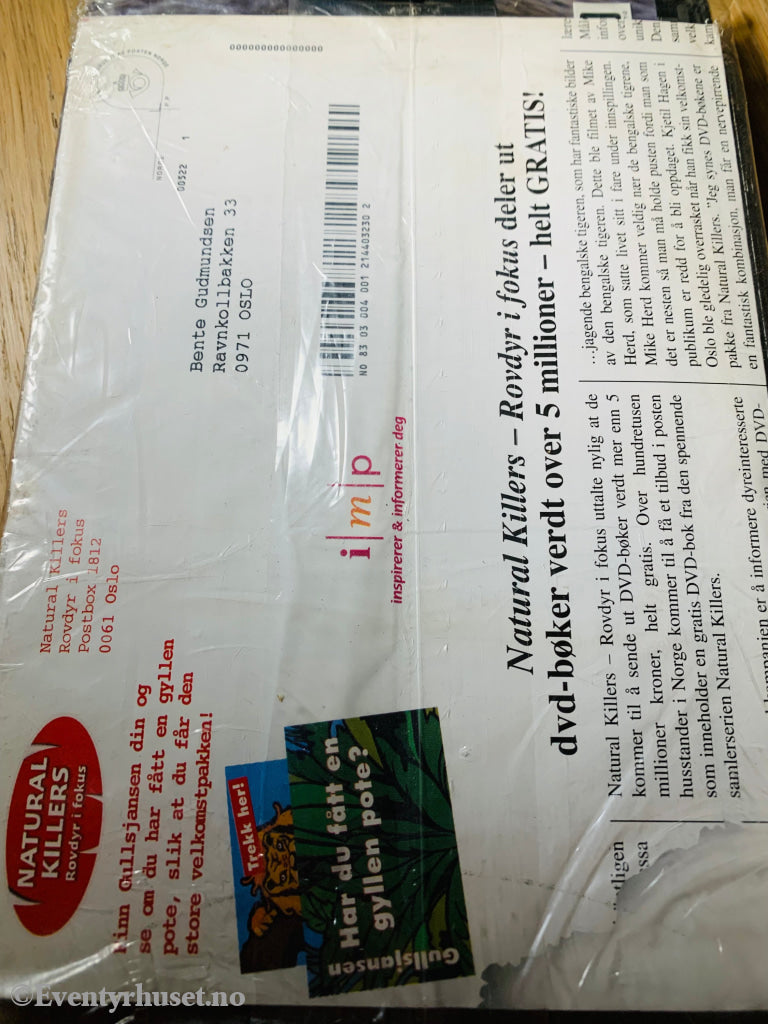 NORGE P.P.
00522 1
oooooooooooooooo
Bente Gudmundsen
Ravnkollbakken 33
0971 OSLO
NO 83 03 004 001 214403230 2
Natural Killers
Rovdyr i fokus
Postbox 1812
0061 Oslo
NATURAL
KILLERS
Rovdyr i fokus
Finn Gullsjansen din og
se om du har fått en gyllen
pote, slik at du får den
store velkomstpakken!
i|m|p
inspirerer & informerer deg
Trekk her!
Har du fått en
gyllen pote?
Gullsjansen
Natural Killers – Rovdyr i fokus deler ut
dvd-bøker verdt over 5 millioner – helt GRATIS!
Natural Killers – Rovdyr i fokus uttalte nylig at de
kommer til å sende ut DVD-bøker verdt mer enn 5
millioner kroner, helt gratis. Over hundretusen
husstander i Norge kommer til å få et tilbud i posten
som inneholder en gratis DVD-bok fra den spennende
samlerserien Natural Killers.
kampanjen er å informere dyreinteresserte
med DVD-
...jagende bengalske tigeren, som har fantastiske bilder
av den bengalske tigeren. Dette ble filmet av Mike
Herd, som satte livet sitt i fare under innspillingen.
Mike Herd kommer veldig nær de bengalske tigrene,
det er nesten så man må holde pusten fordi man som
publikum er redd for å bli oppdaget. Kjetil Hagen i
Oslo ble gledelig overrasket når han fikk sin velkomst-
pakke fra Natural Killers. "Jeg synes DVD-bøkene er
en fantastisk kombinasjon, man får en nervepirrende
©Eventyrhuset.no